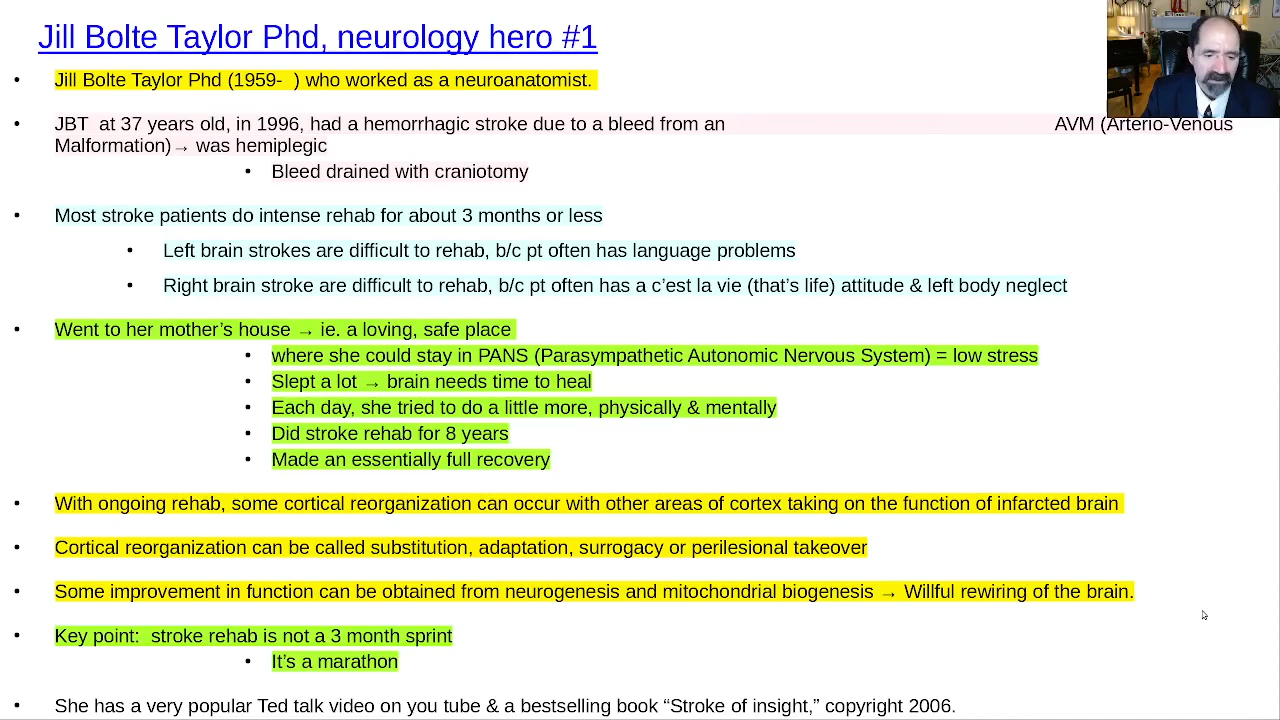 Jill Bolte Taylor Phd, neurology hero #1
• Jill Bolte Taylor Phd (1959-  ) who worked as a neuroanatomist.
• JBT  at 37 years old, in 1996, had a hemorrhagic stroke due to a bleed from an AVM (Arterio-Venous
Malformation)→ was hemiplegic
• Bleed drained with craniotomy
• Most stroke patients do intense rehab for about 3 months or less
• Left brain strokes are difficult to rehab, b/c pt often has language problems
• Right brain stroke are difficult to rehab, b/c pt often has a c’est la vie (that’s life) attitude & left body neglect
• Went to her mother’s house → ie. a loving, safe place
• where she could stay in PANS (Parasympathetic Autonomic Nervous System) = low stress
• Slept a lot → brain needs time to heal
• Each day, she tried to do a little more, physically & mentally
• Did stroke rehab for 8 years
• Made an essentially full recovery
• With ongoing rehab, some cortical reorganization can occur with other areas of cortex taking on the function of infarcted brain
• Cortical reorganization can be called substitution, adaptation, surrogacy or perilesional takeover
• Some improvement in function can be obtained from neurogenesis and mitochondrial biogenesis → Willful rewiring of the brain.
• Key point:  stroke rehab is not a 3 month sprint
• It’s a marathon
• She has a very popular Ted talk video on you tube & a bestselling book “Stroke of insight,” copyright 2006.